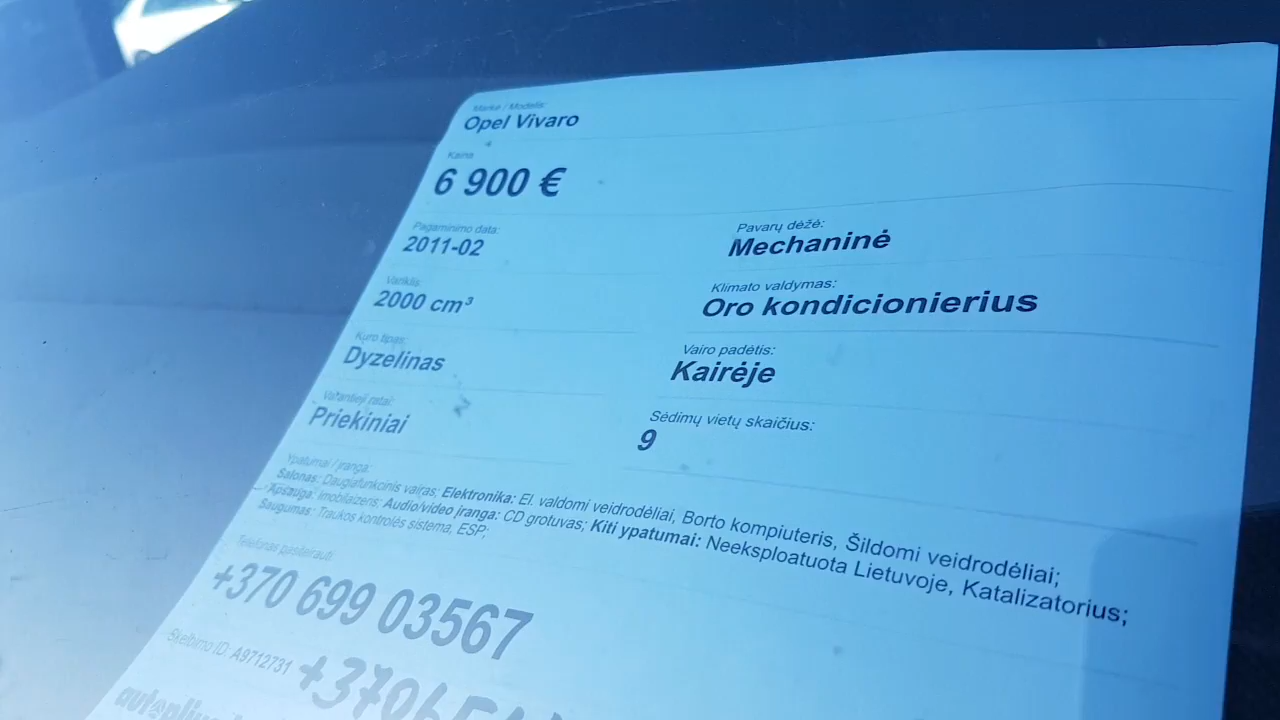 Markė / Modelis:
Opel Vivaro
Kaina
6 900 €
Pagaminimo data:
2011-02
Pavarų dėžė:
Mechaninė
Variklis:
2000 cm³
Klimato valdymas:
Oro kondicionierius
Kuro tipas:
Dyzelinas
Vairo padėtis:
Kairėje
Varantieji ratai:
Priekiniai
Sėdimų vietų skaičius:
9
Ypatumai / įranga:
Salonas: Daugiafunkcinis vairas; Elektronika: El. valdomi veidrodėliai, Borto kompiuteris, Šildomi veidrodėliai;
Apsauga: Imobilaizeris; Audio/video įranga: CD grotuvas; Kiti ypatumai: Neeksploatuota Lietuvoje, Katalizatorius;
Saugumas: Traukos kontrolės sistema, ESP;
Telefonas pasiteirauti:
+370 699 03567
Skelbimo ID: A9712731